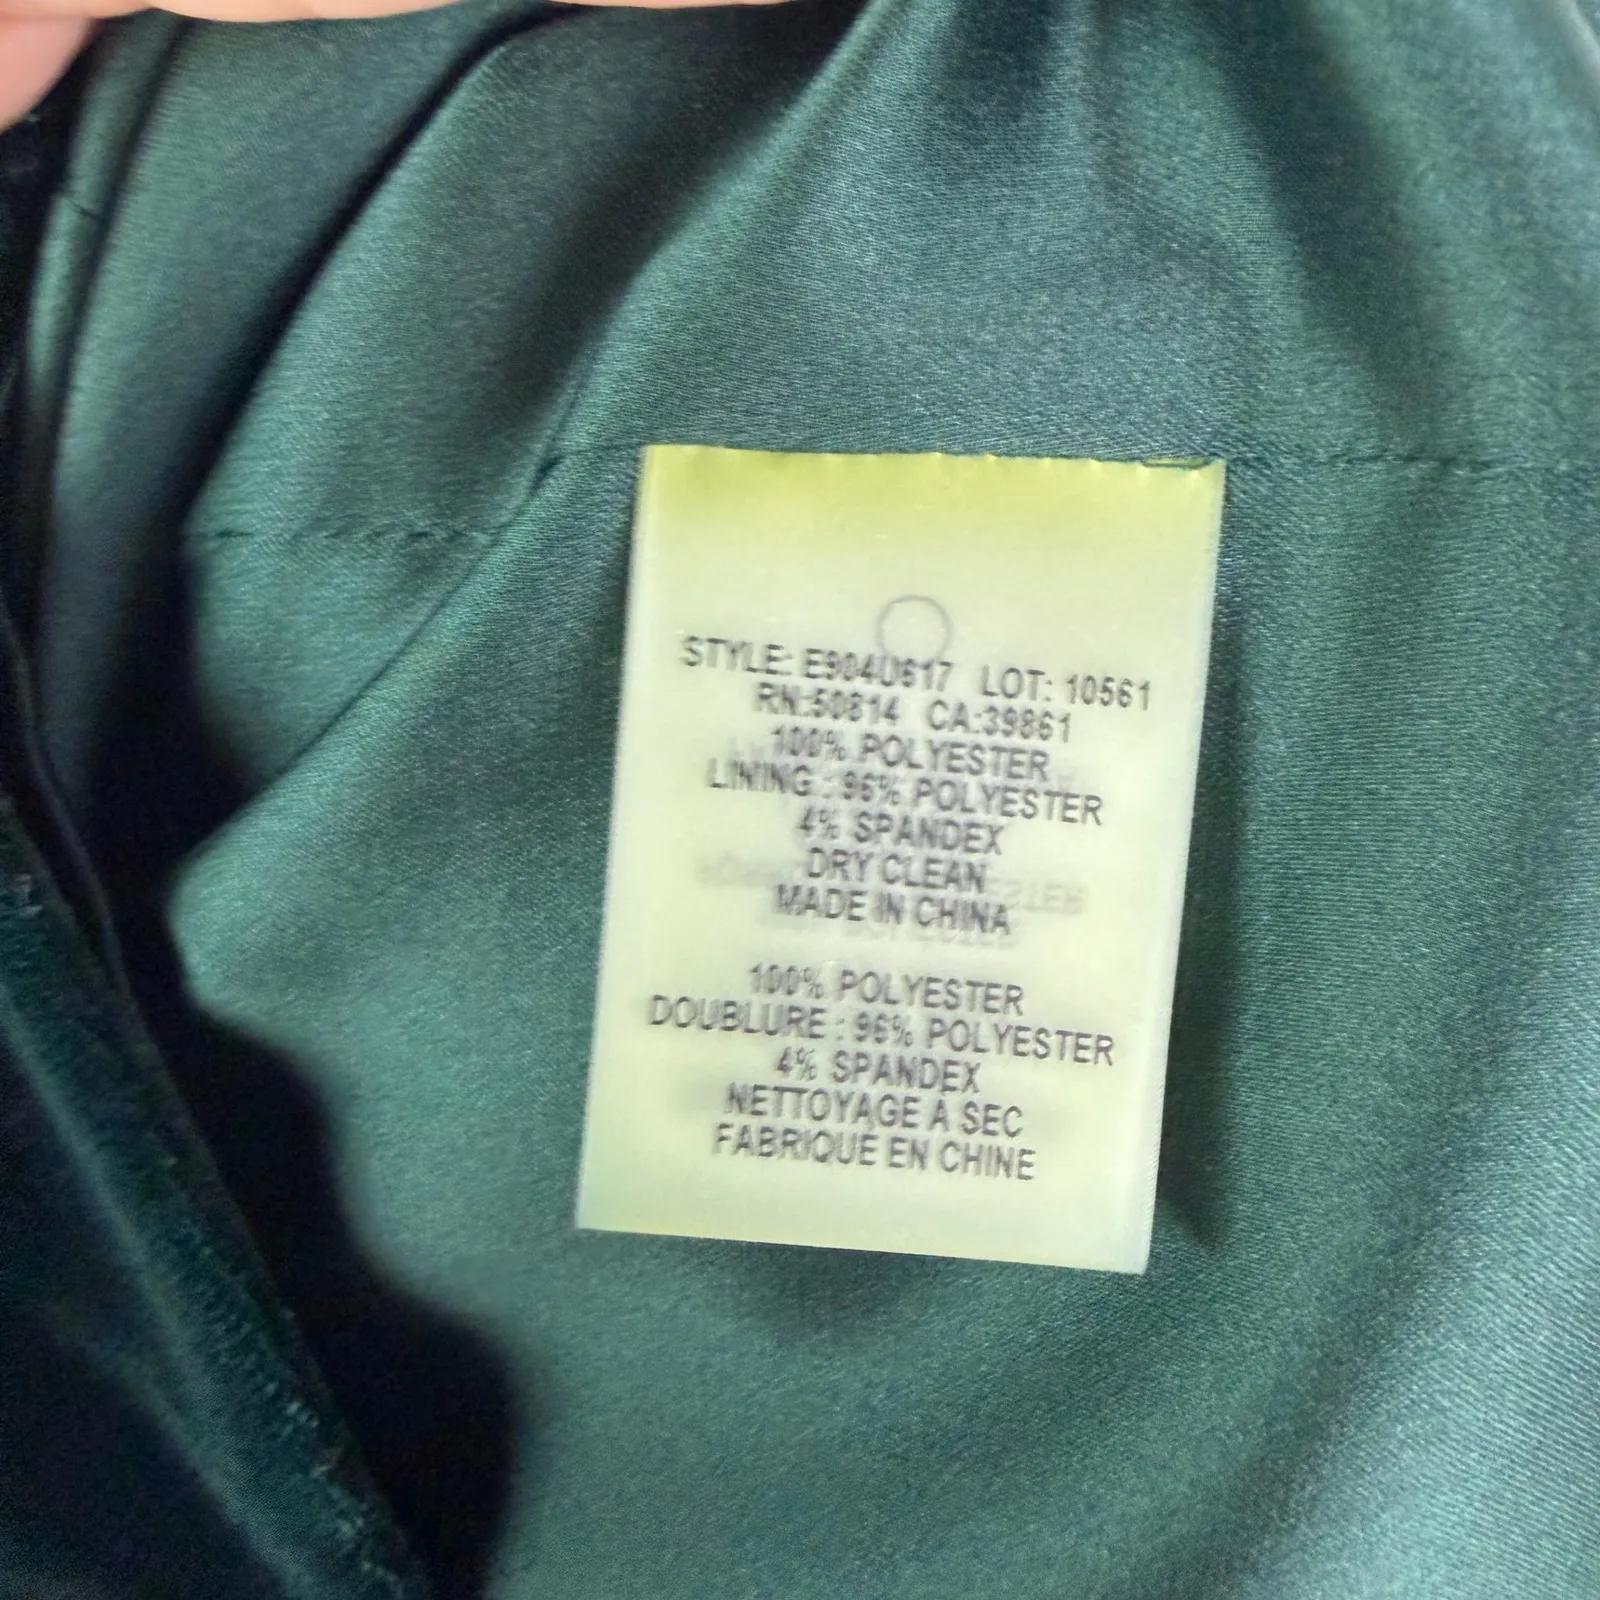 STYLE: E904U617 LOT: 10561
RN:50814 CA:39861
100% POLYESTER
LINING : 96% POLYESTER
4% SPANDEX
DRY CLEAN
MADE IN CHINA
100% POLYESTER
DOUBLURE : 96% POLYESTER
4% SPANDEX
NETTOYAGE A SEC
FABRIQUE EN CHINE